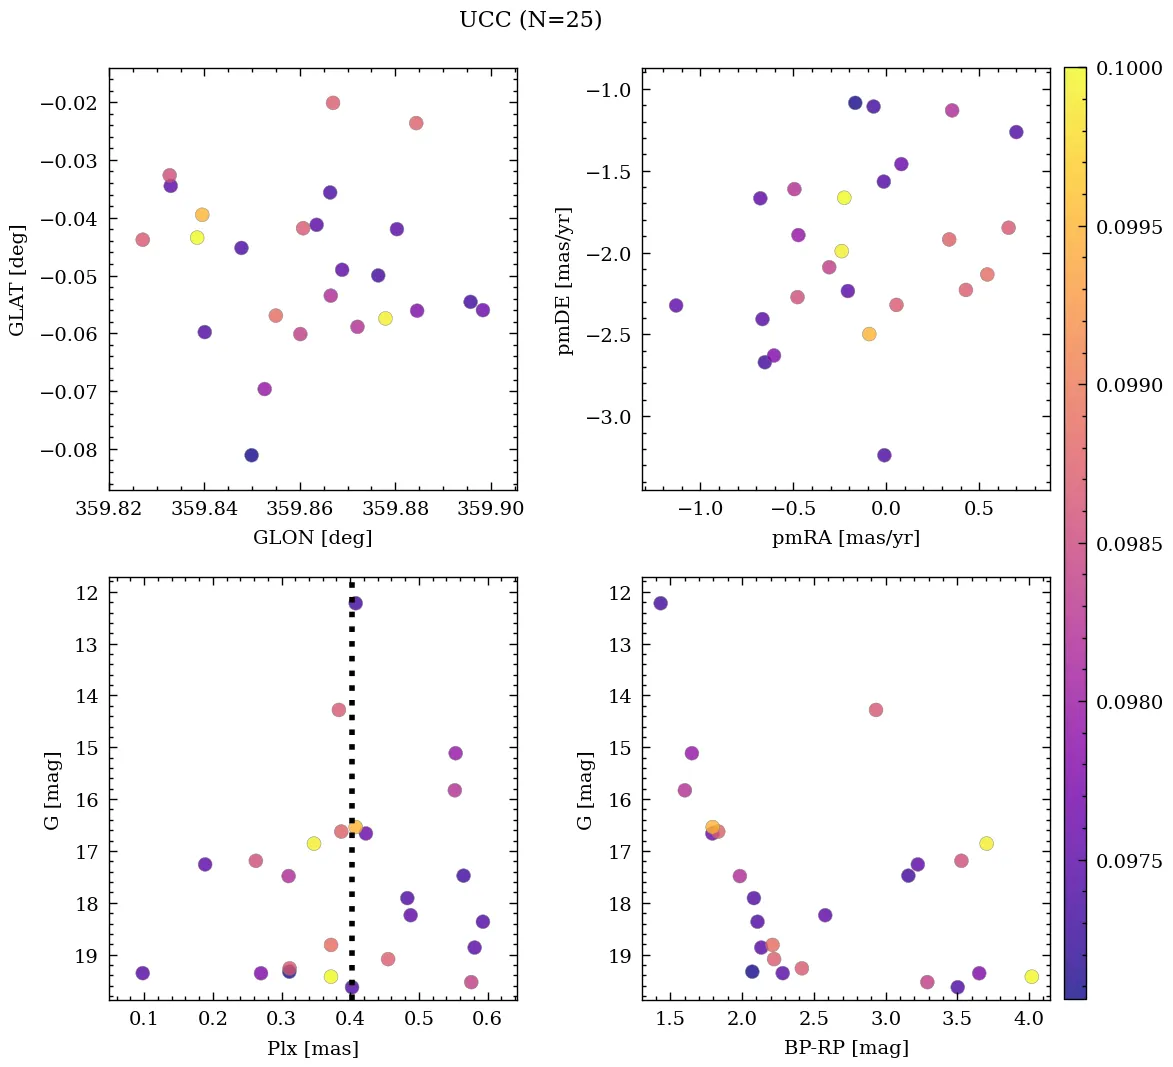 UCC (N=25)
−0.02
−0.03
−0.04
−0.05
−0.06
−0.07
−0.08
GLAT [deg]
359.82 359.84 359.86 359.88 359.90
GLON [deg]
−1.0
−1.5
−2.0
−2.5
−3.0
pmDE [mas/yr]
−1.0 −0.5 0.0 0.5
pmRA [mas/yr]
0.1000
0.0995
0.0990
0.0985
0.0980
0.0975
12
13
14
15
16
17
18
19
G [mag]
0.1 0.2 0.3 0.4 0.5 0.6
Plx [mas]
12
13
14
15
16
17
18
19
G [mag]
1.5 2.0 2.5 3.0 3.5 4.0
BP-RP [mag]